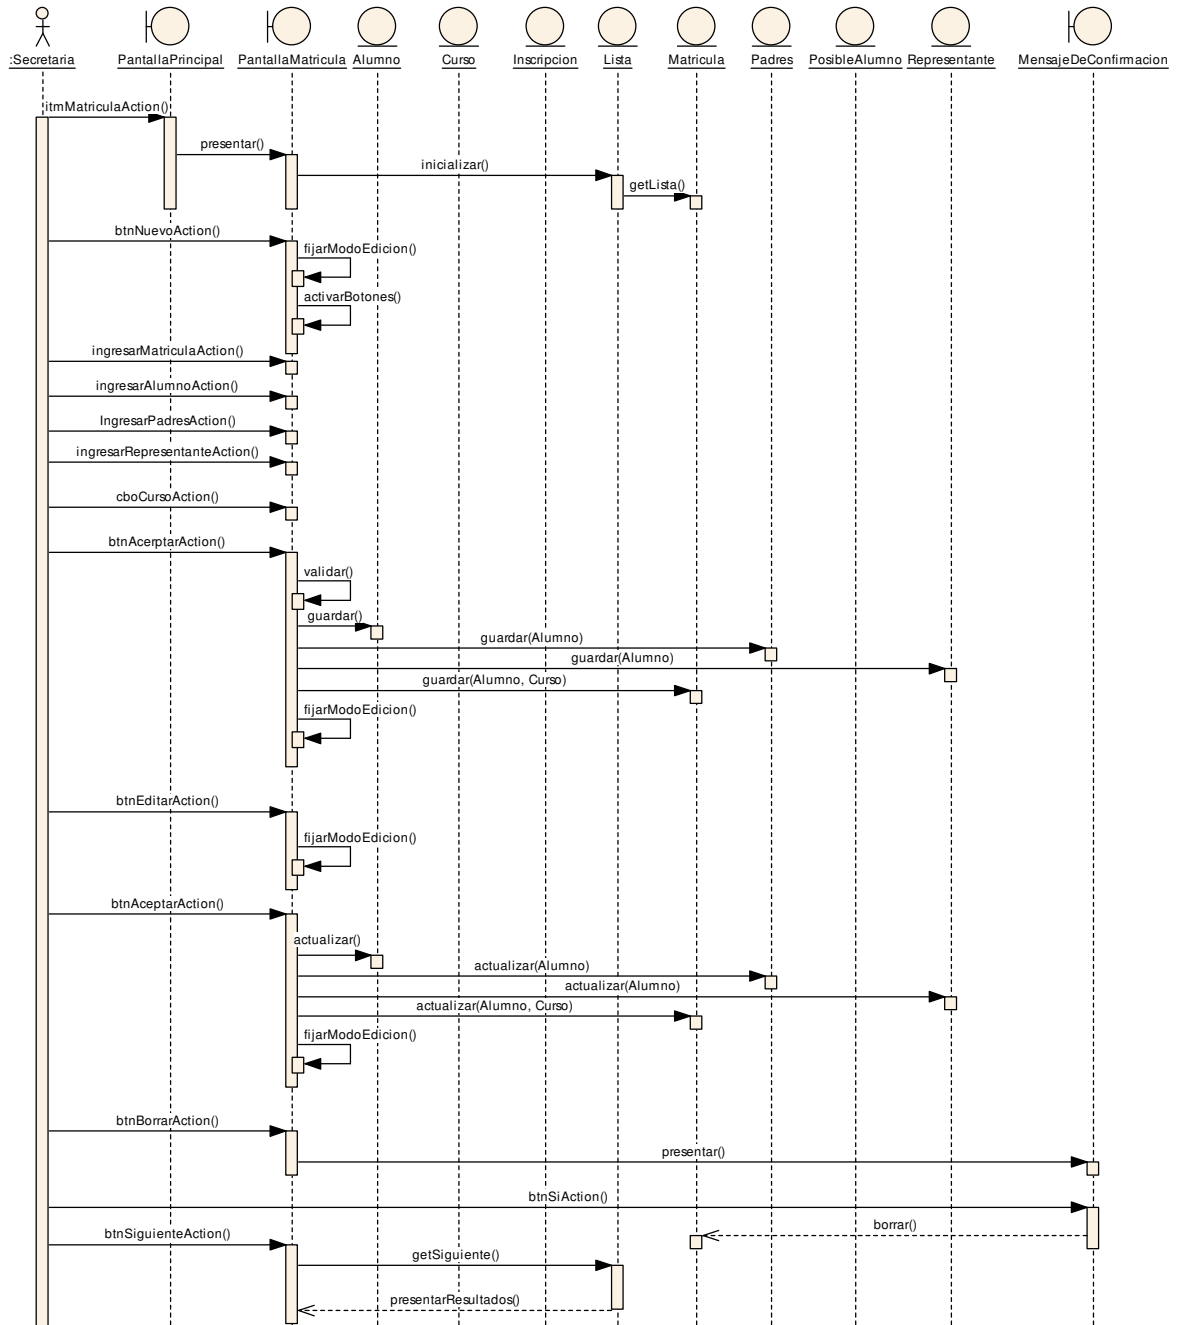 :Secretaria PantallaPrincipal PantallaMatricula Alumno Curso Inscripcion Lista Matricula Padres PosibleAlumno Representante MensajeDeConfirmacion
itmMatriculaAction()
presentar()
inicializar()
getLista()
btnNuevoAction()
fijarModoEdicion()
activarBotones()
ingresarMatriculaAction()
ingresarAlumnoAction()
IngresarPadresAction()
ingresarRepresentanteAction()
cboCursoAction()
btnAcerptarAction()
validar()
guardar()
guardar(Alumno)
guardar(Alumno)
guardar(Alumno, Curso)
fijarModoEdicion()
btnEditarAction()
fijarModoEdicion()
btnAceptarAction()
actualizar()
actualizar(Alumno)
actualizar(Alumno)
actualizar(Alumno, Curso)
fijarModoEdicion()
btnBorrarAction()
presentar()
btnSiAction()
borrar()
btnSiguienteAction()
getSiguiente()
presentarResultados()